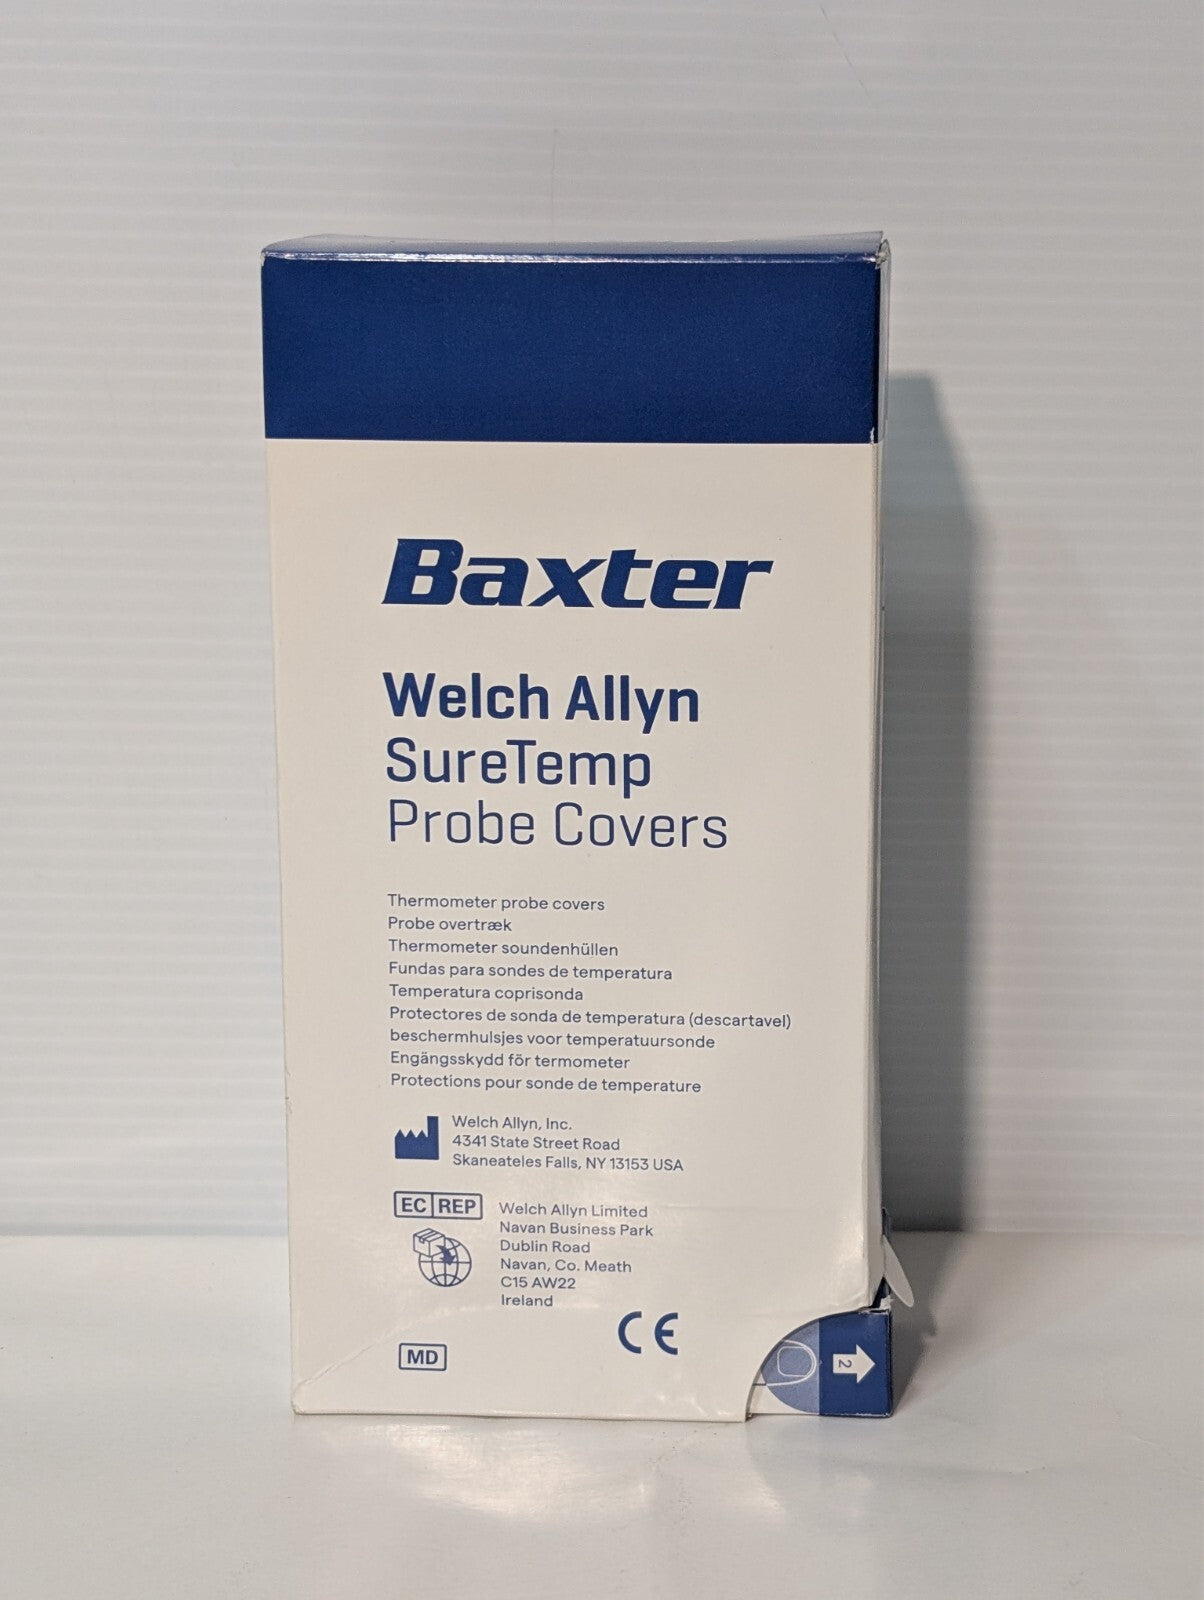 Baxter
Welch Allyn
SureTemp
Probe Covers
Thermometer probe covers
Probe overtræk
Thermometer soundenhüllen
Fundas para sondes de temperatura
Temperatura coprisonda
Protectores de sonda de temperatura (descartavel)
beschermhulsjes voor temperatuursonde
Engängsskydd för termometer
Protections pour sonde de temperature
Welch Allyn, Inc.
4341 State Street Road
Skaneateles Falls, NY 13153 USA
EC REP
Welch Allyn Limited
Navan Business Park
Dublin Road
Navan, Co. Meath
C15 AW22
Ireland
CE
MD
2